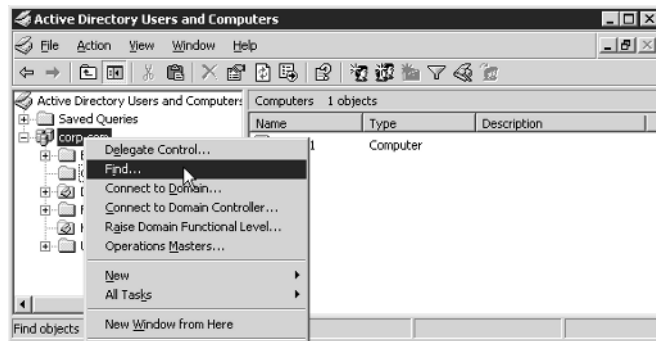 Active Directory Users and Computers
File Action View Window Help
Active Directory Users and Computer Computers 1 objects
Saved Queries
Name Type Description
corp.com
1 Computer
Delegate Control...
Find...
Connect to Domain...
Connect to Domain Controller...
Raise Domain Functional Level...
Operations Masters...
New
All Tasks
New Window from Here
Find objects